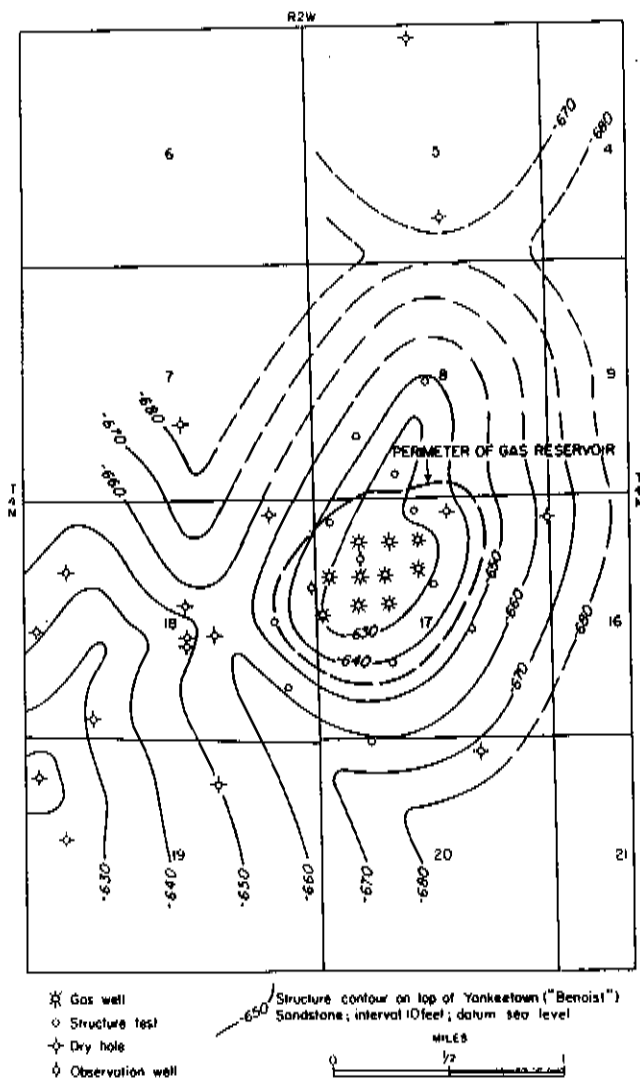 R2W
-670
-680
6
5
4
7
8
9
-680
-670
-660
PERIMETER OF GAS RESERVOIR
T
4
N
18
17
16
-630
-640
-650
-660
-670
-680
-630
-640
-650
-660
-670
-680
19
20
21
Gas well
Structure test
Dry hole
Observation well
-650
Structure contour on top of Yankeetown ("Benoist")
Sandstone; interval 10 feet; datum sea level
MILES
0 1/2 1